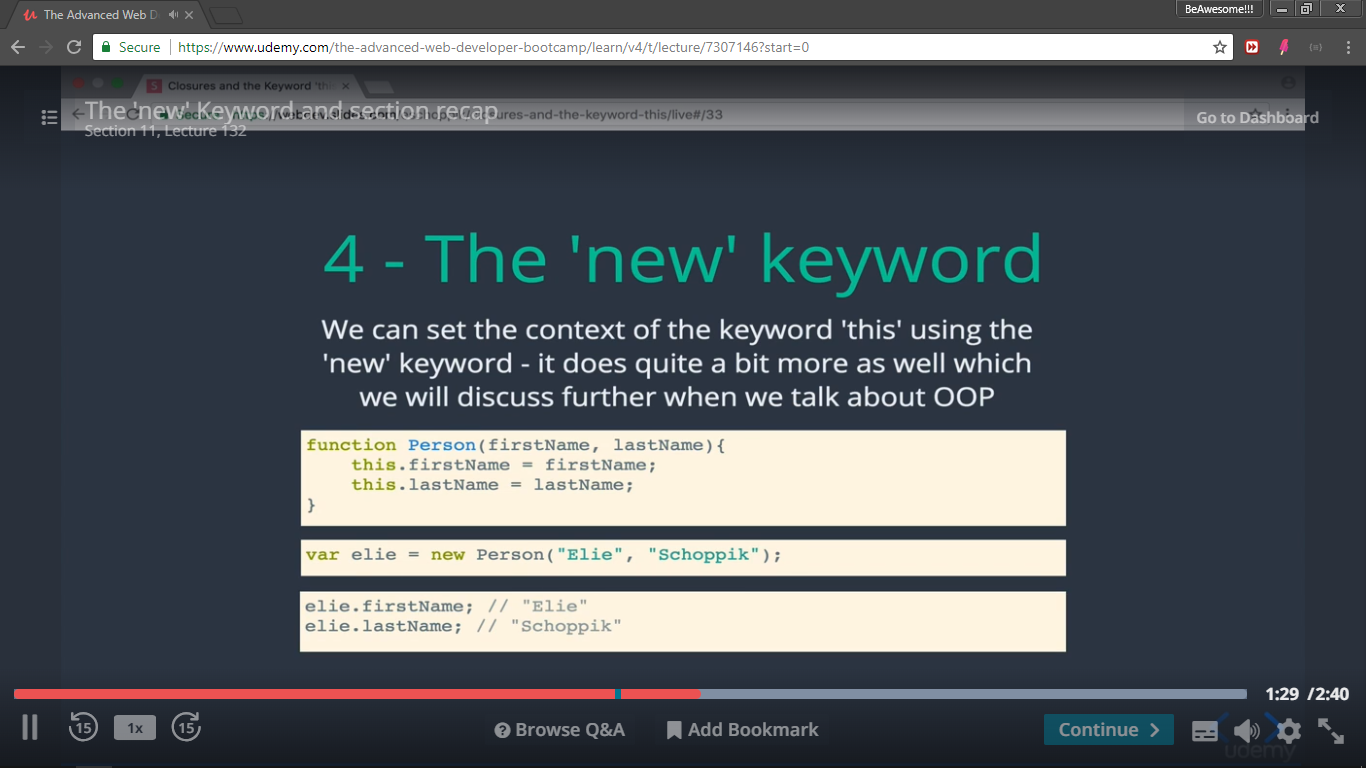 The Advanced Web D
BeAwesome!!!
Secure
https://www.udemy.com/the-advanced-web-developer-bootcamp/learn/v4/t/lecture/7307146?start=0
Closures and the Keyword 'thi
The 'new' Keyword and section recap
ures-and-the-keyword-this/live#/33
Section 11, Lecture 132
Go to Dashboard
4 - The 'new' keyword
We can set the context of the keyword 'this' using the
'new' keyword - it does quite a bit more as well which
we will discuss further when we talk about OOP
function Person(firstName, lastName){
this.firstName = firstName;
this.lastName = lastName;
}
var elie = new Person("Elie", "Schoppik");
elie.firstName; // "Elie"
elie.lastName; // "Schoppik"
1:29 /2:40
15
1x
15
Browse Q&A
Add Bookmark
Continue
udemy